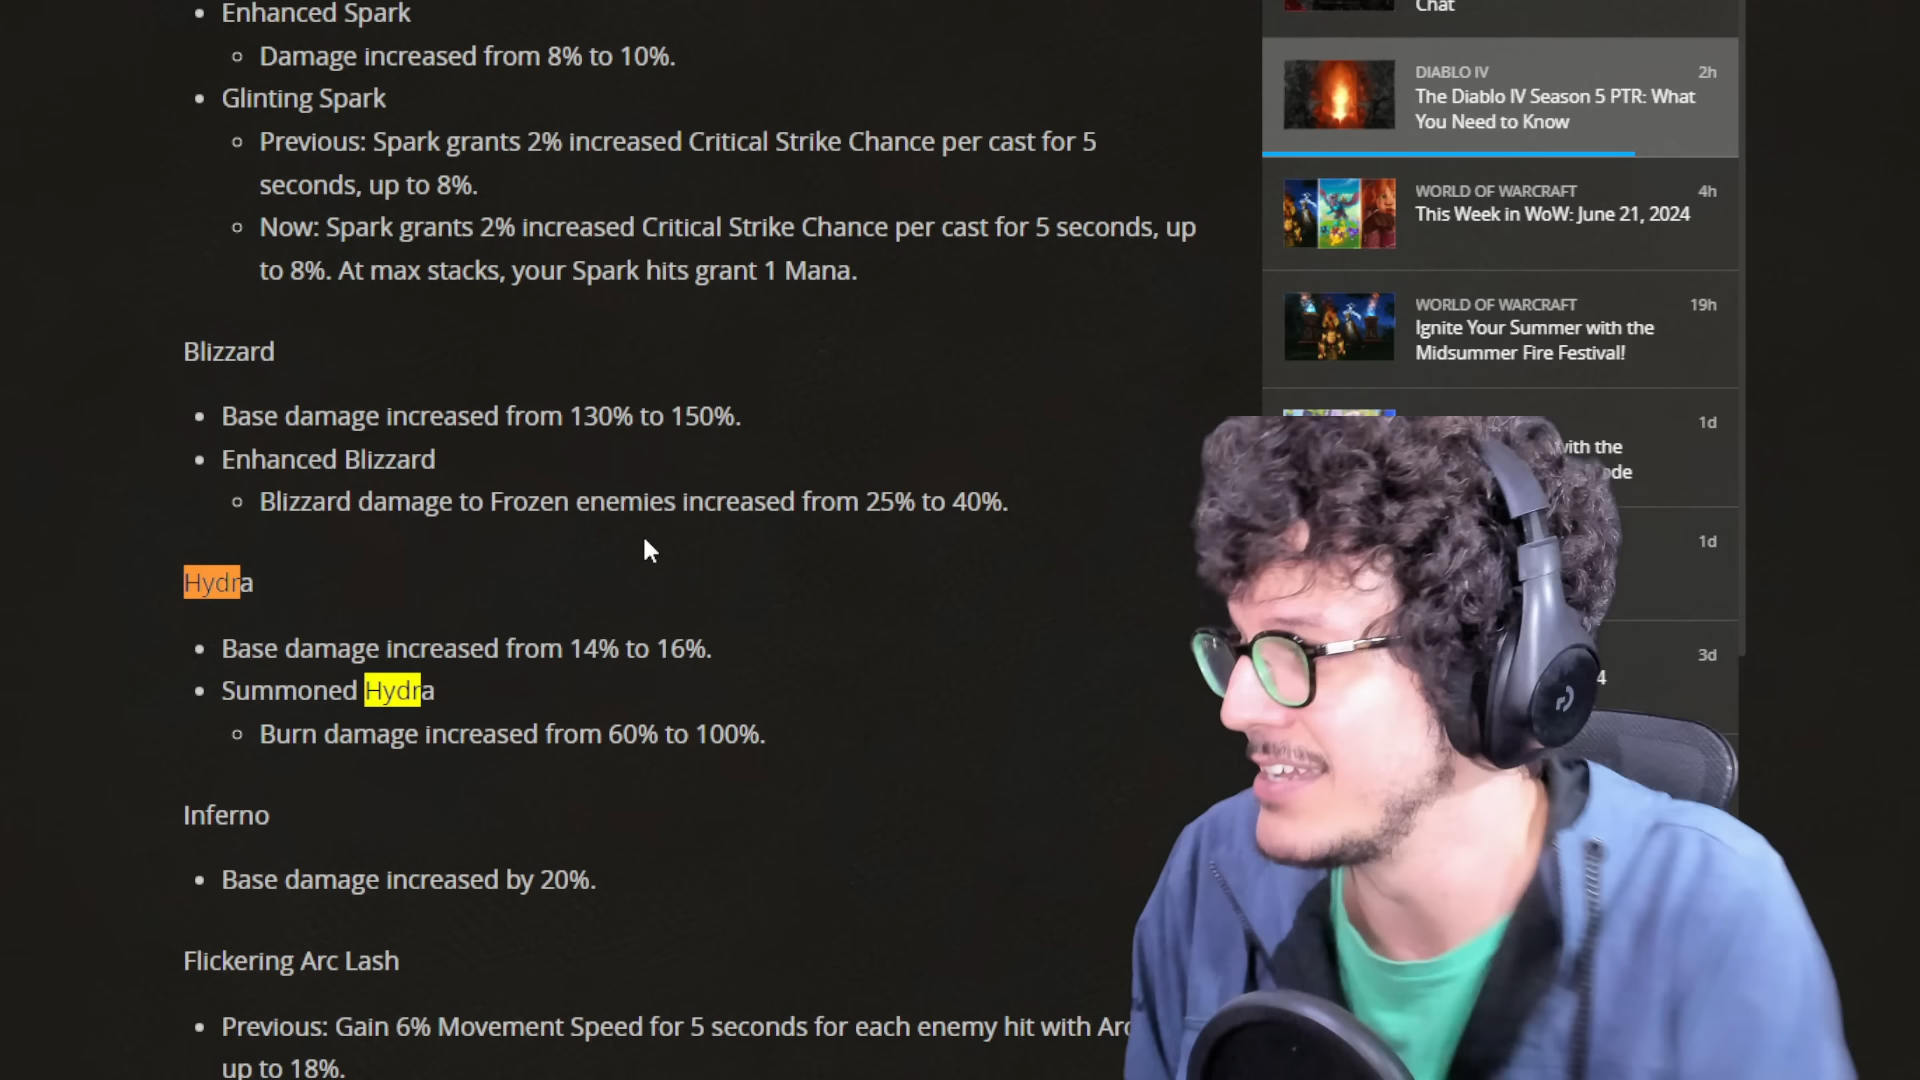 Enhanced Spark
Damage increased from 8% to 10%.
Glinting Spark
Previous: Spark grants 2% increased Critical Strike Chance per cast for 5
seconds, up to 8%.
Now: Spark grants 2% increased Critical Strike Chance per cast for 5 seconds, up
to 8%. At max stacks, your Spark hits grant 1 Mana.
Blizzard
Base damage increased from 130% to 150%.
Enhanced Blizzard
Blizzard damage to Frozen enemies increased from 25% to 40%.
Hydra
Base damage increased from 14% to 16%.
Summoned Hydra
Burn damage increased from 60% to 100%.
Inferno
Base damage increased by 20%.
Flickering Arc Lash
Previous: Gain 6% Movement Speed for 5 seconds for each enemy hit with Arc
up to 18%.
Chat
DIABLO IV 2h
The Diablo IV Season 5 PTR: What
You Need to Know
WORLD OF WARCRAFT 4h
This Week in WoW: June 21, 2024
WORLD OF WARCRAFT 19h
Ignite Your Summer with the
Midsummer Fire Festival!
1d
with the
1d
3d
4